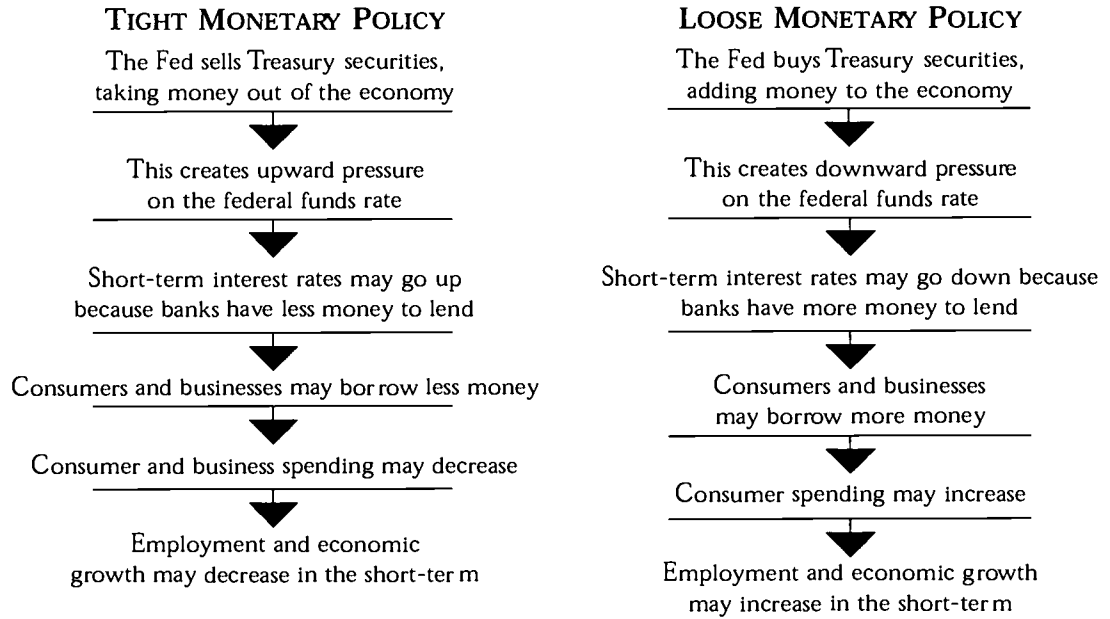 TIGHT MONETARY POLICY
The Fed sells Treasury securities,
taking money out of the economy
This creates upward pressure
on the federal funds rate
Short-term interest rates may go up
because banks have less money to lend
Consumers and businesses may borrow less money
Consumer and business spending may decrease
Employment and economic
growth may decrease in the short-term
LOOSE MONETARY POLICY
The Fed buys Treasury securities,
adding money to the economy
This creates downward pressure
on the federal funds rate
Short-term interest rates may go down because
banks have more money to lend
Consumers and businesses
may borrow more money
Consumer spending may increase
Employment and economic growth
may increase in the short-term